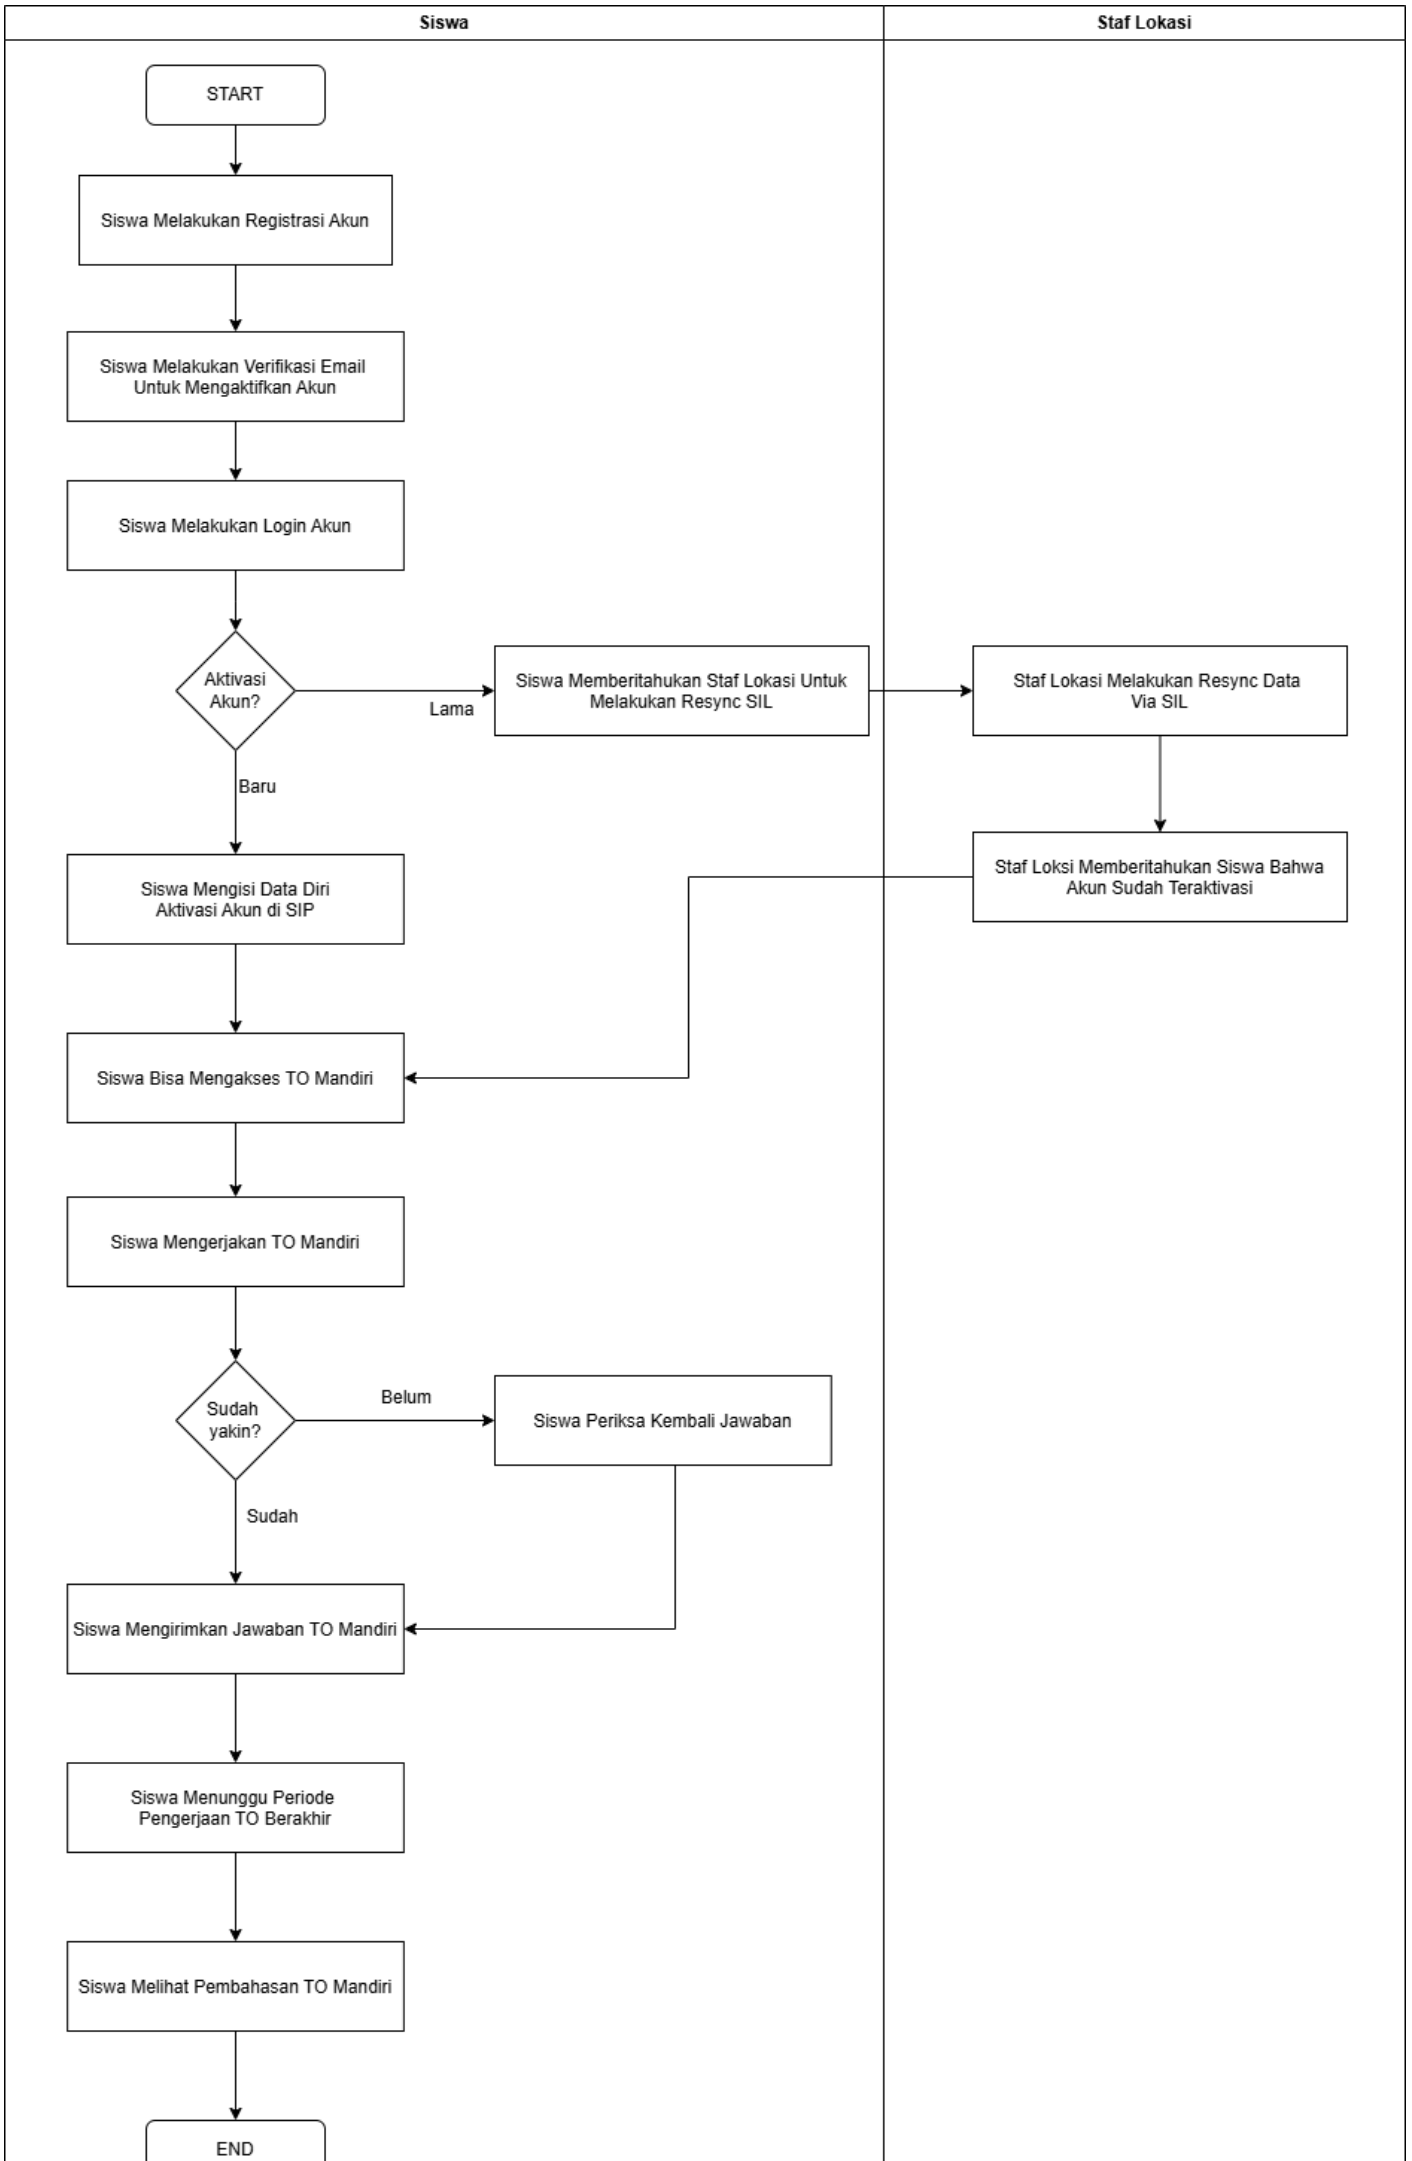 Siswa
Staf Lokasi
START
Siswa Melakukan Registrasi Akun
Siswa Melakukan Verifikasi Email
Untuk Mengaktifkan Akun
Siswa Melakukan Login Akun
Aktivasi
Akun?
Lama
Siswa Memberitahukan Staf Lokasi Untuk
Melakukan Resync SIL
Staf Lokasi Melakukan Resync Data
Via SIL
Baru
Staf Loksi Memberitahukan Siswa Bahwa
Akun Sudah Teraktivasi
Siswa Mengisi Data Diri
Aktivasi Akun di SIP
Siswa Bisa Mengakses TO Mandiri
Siswa Mengerjakan TO Mandiri
Sudah
yakin?
Belum
Siswa Periksa Kembali Jawaban
Sudah
Siswa Mengirimkan Jawaban TO Mandiri
Siswa Menunggu Periode
Pengerjaan TO Berakhir
Siswa Melihat Pembahasan TO Mandiri
END